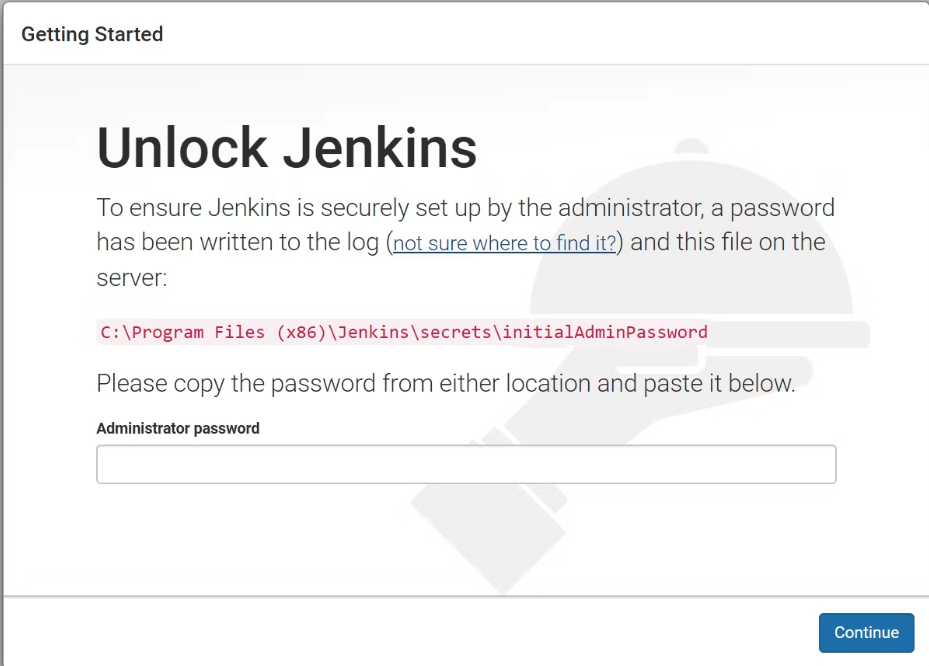 Getting Started
Unlock Jenkins
To ensure Jenkins is securely set up by the administrator, a password
has been written to the log (not sure where to find it?) and this file on the
server:
C:\Program Files (x86)\Jenkins\secrets\initialAdminPassword
Please copy the password from either location and paste it below.
Administrator password
Continue